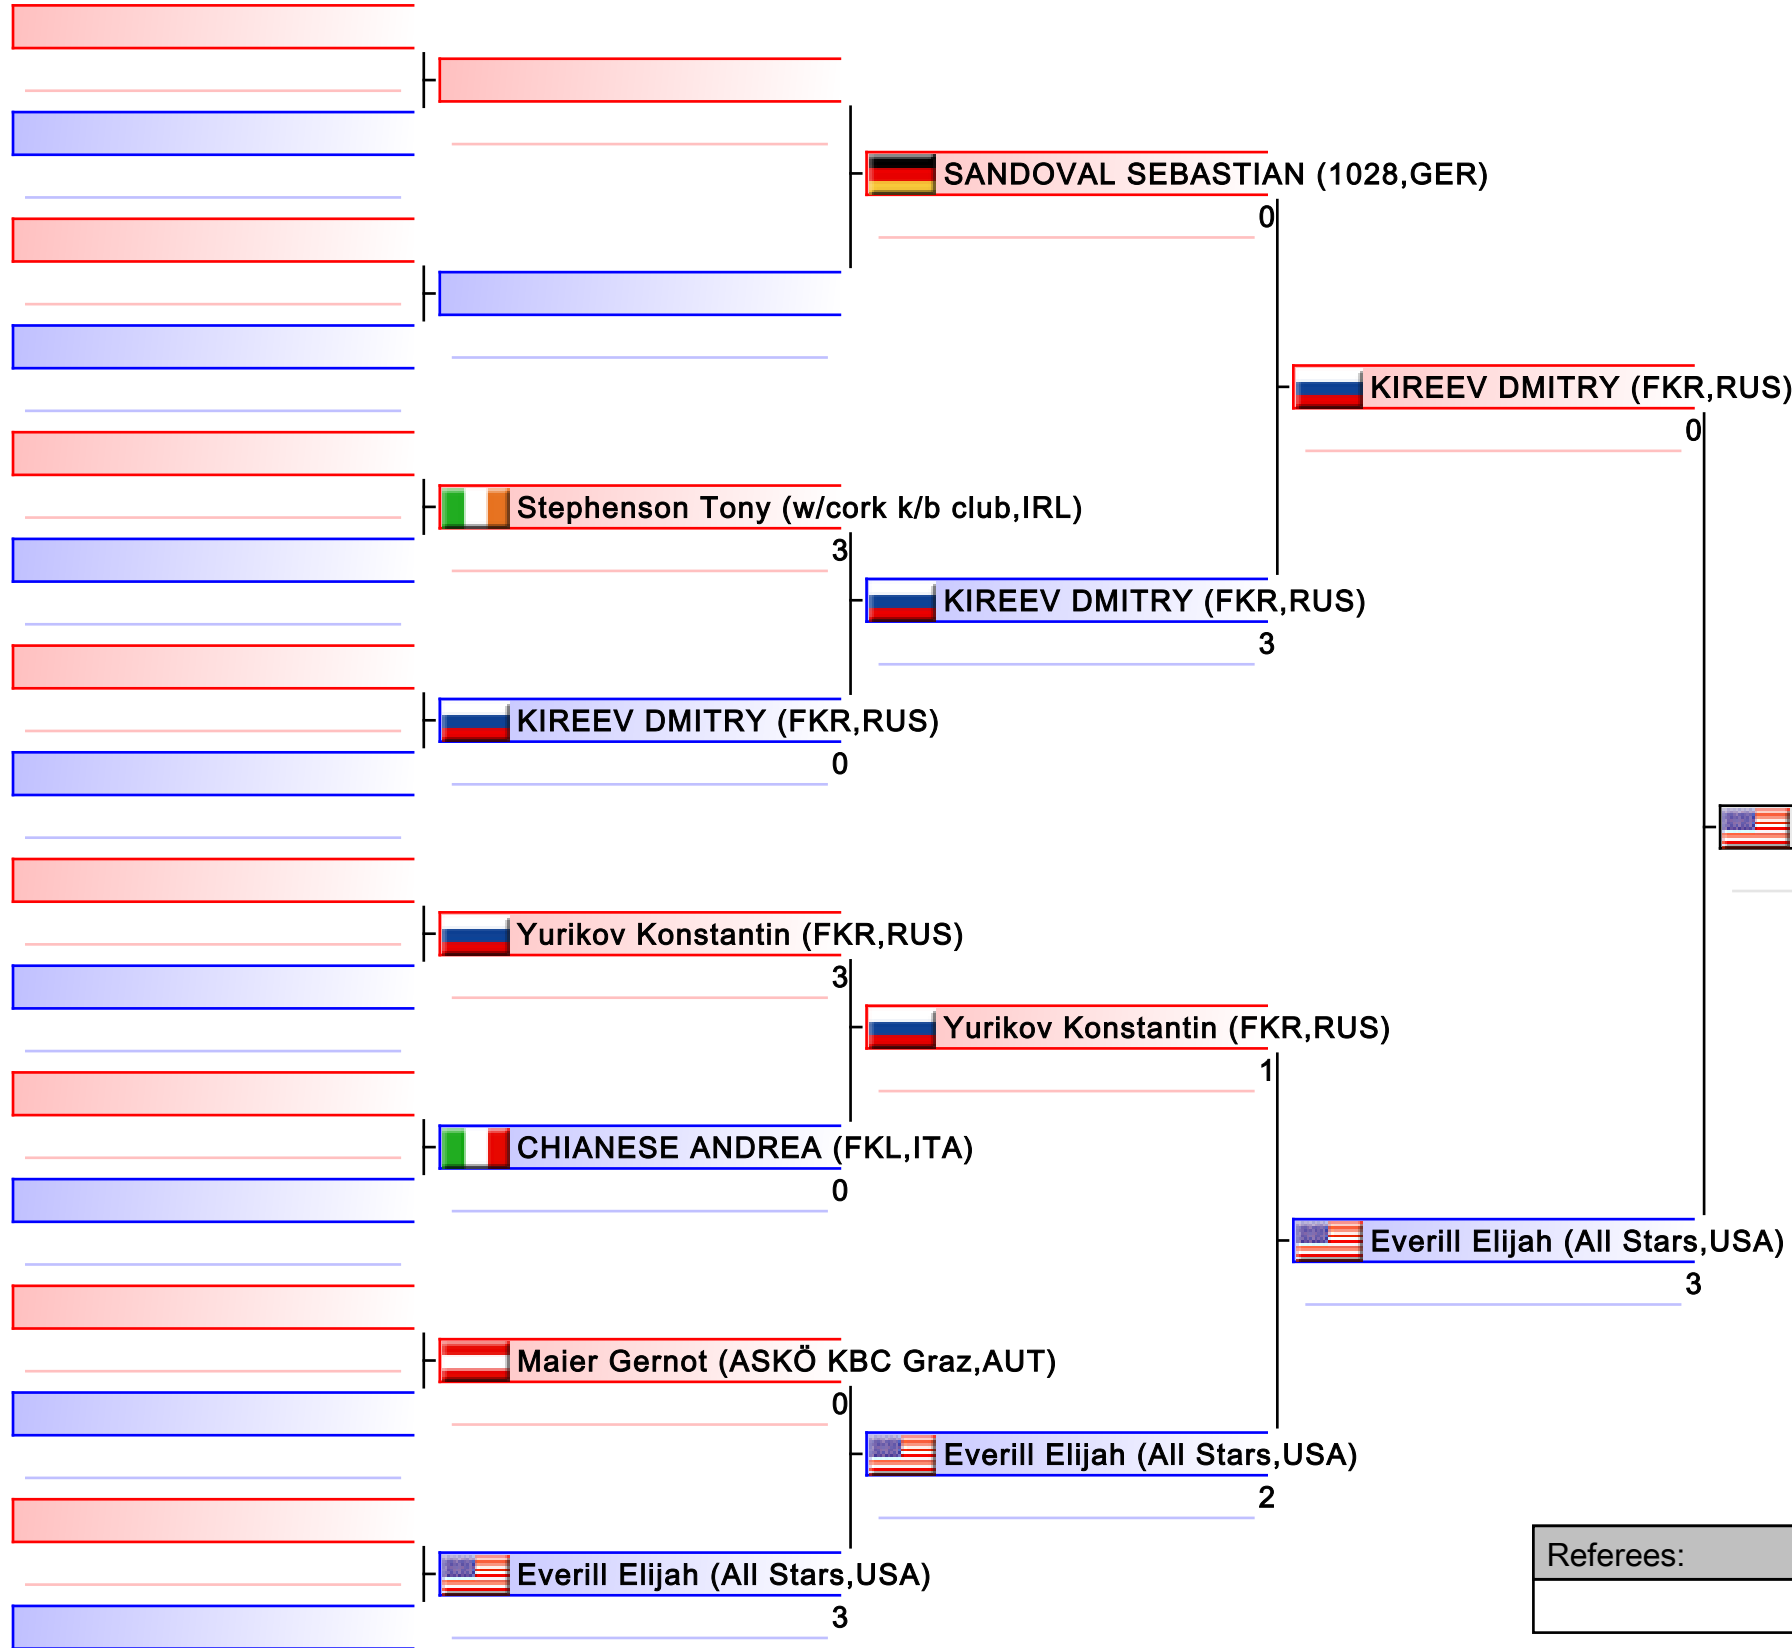 SANDOVAL SEBASTIAN (1028,GER)
0
KIREEV DMITRY (FKR,RUS)
0
Stephenson Tony (w/cork k/b club,IRL)
3
KIREEV DMITRY (FKR,RUS)
3
KIREEV DMITRY (FKR,RUS)
0
Yurikov Konstantin (FKR,RUS)
3
Yurikov Konstantin (FKR,RUS)
1
CHIANESE ANDREA (FKL,ITA)
0
Everill Elijah (All Stars,USA)
3
Maier Gernot (ASKÖ KBC Graz,AUT)
0
Everill Elijah (All Stars,USA)
2
Everill Elijah (All Stars,USA)
3
Referees: